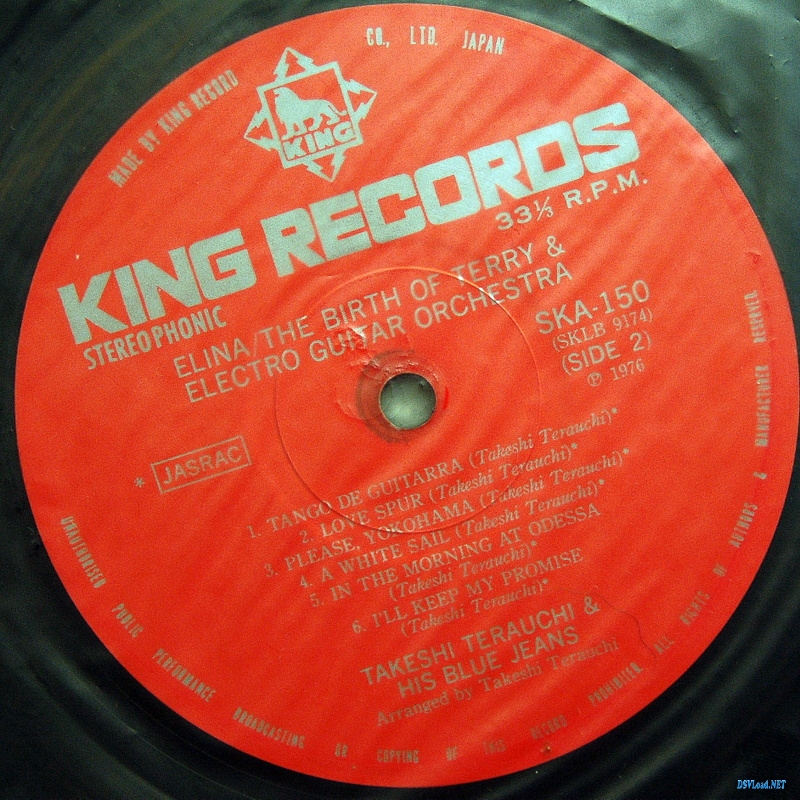 MADE BY KING RECORD CO., LTD. JAPAN
KING
KING RECORDS
STEREOPHONIC
33⅓ R.P.M.
ELINA/THE BIRTH OF TERRY &
ELECTRO GUITAR ORCHESTRA
SKA-150
(SKLB 9174)
(SIDE 2)
℗ 1976
* JASRAC
1. TANGO DE GUITARRA (Takeshi Terauchi)*
2. LOVE SPUR (Takeshi Terauchi)*
3. PLEASE, YOKOHAMA (Takeshi Terauchi)*
4. A WHITE SAIL (Takeshi Terauchi)*
5. IN THE MORNING AT ODESSA
(Takeshi Terauchi)*
6. I'LL KEEP MY PROMISE
(Takeshi Terauchi)*
TAKESHI TERAUCHI &
HIS BLUE JEANS
Arranged by Takeshi Terauchi
UNAUTHORISED PUBLIC PERFORMANCE BROADCASTING OR COPYING OF THIS RECORD PROHIBITED ALL RIGHTS OF AUTHORS & MANUFACTURER RESERVED
DSVLoad.NET